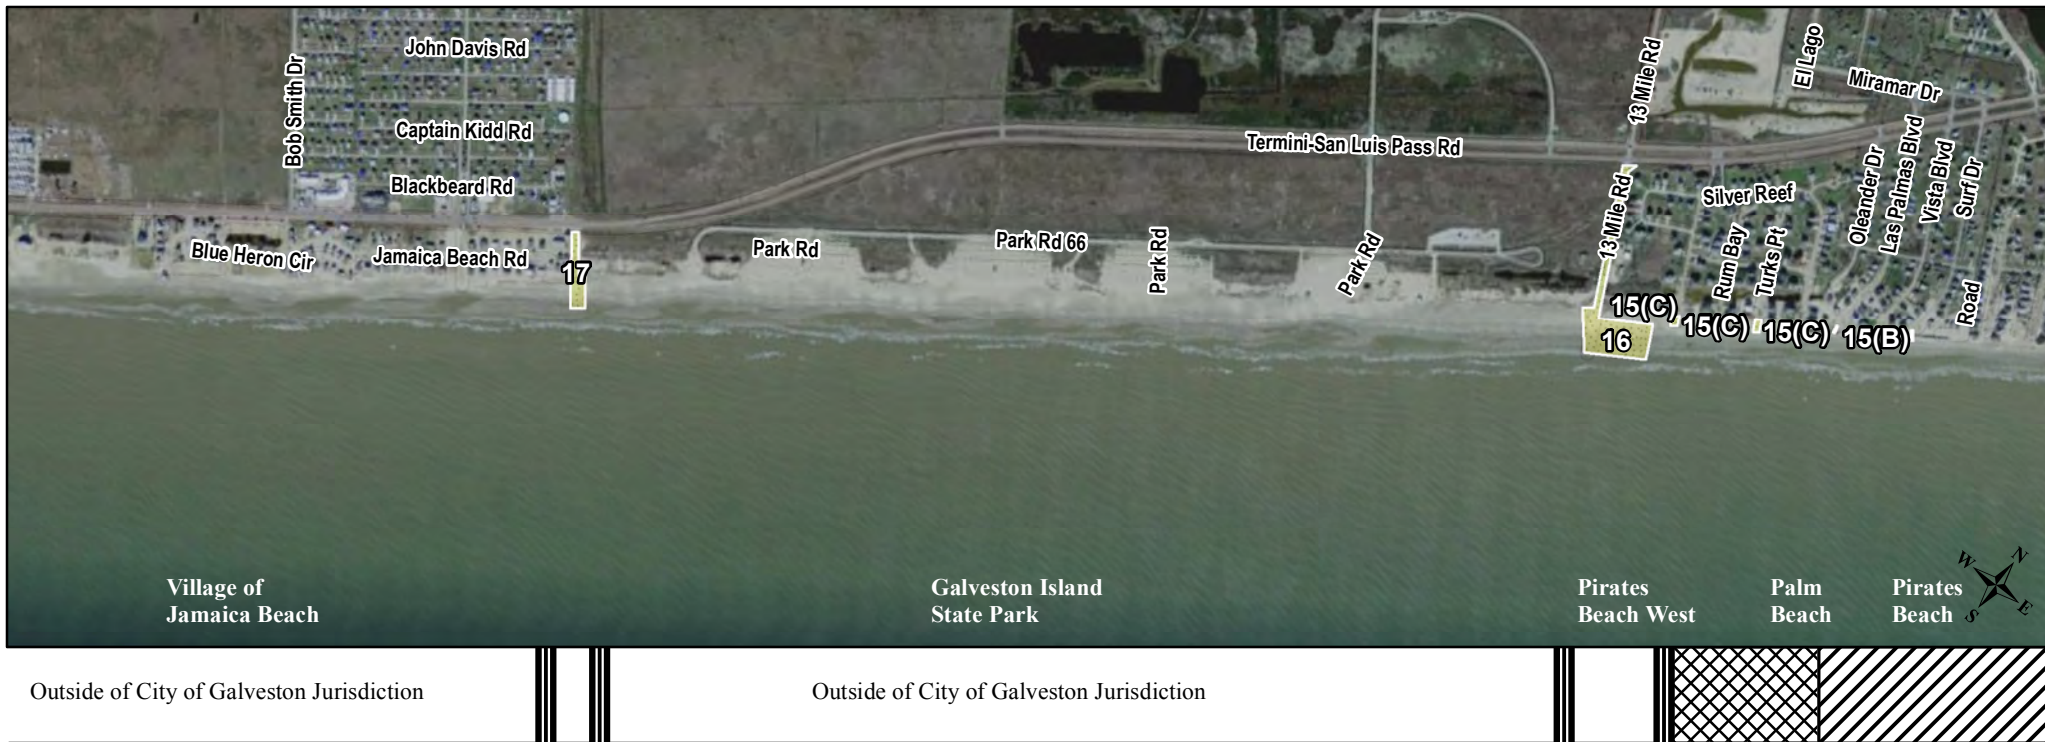 John Davis Rd
Bob Smith Dr
Captain Kidd Rd
Blackbeard Rd
Blue Heron Cir
Jamaica Beach Rd
17
Park Rd
Park Rd 66
Park Rd
Park Rd
Termini-San Luis Pass Rd
13 Mile Rd
13 Mile Rd
El Lago
Miramar Dr
Silver Reef
Rum Bay
Turks Pt
Oleander Dr
Las Palmas Blvd
Vista Blvd
Surf Dr
Road
15(C)
15(C)
15(C)
15(B)
16
Village of
Jamaica Beach
Galveston Island
State Park
Pirates
Beach West
Palm
Beach
Pirates
Beach
N
W
E
S
Outside of City of Galveston Jurisdiction
Outside of City of Galveston Jurisdiction